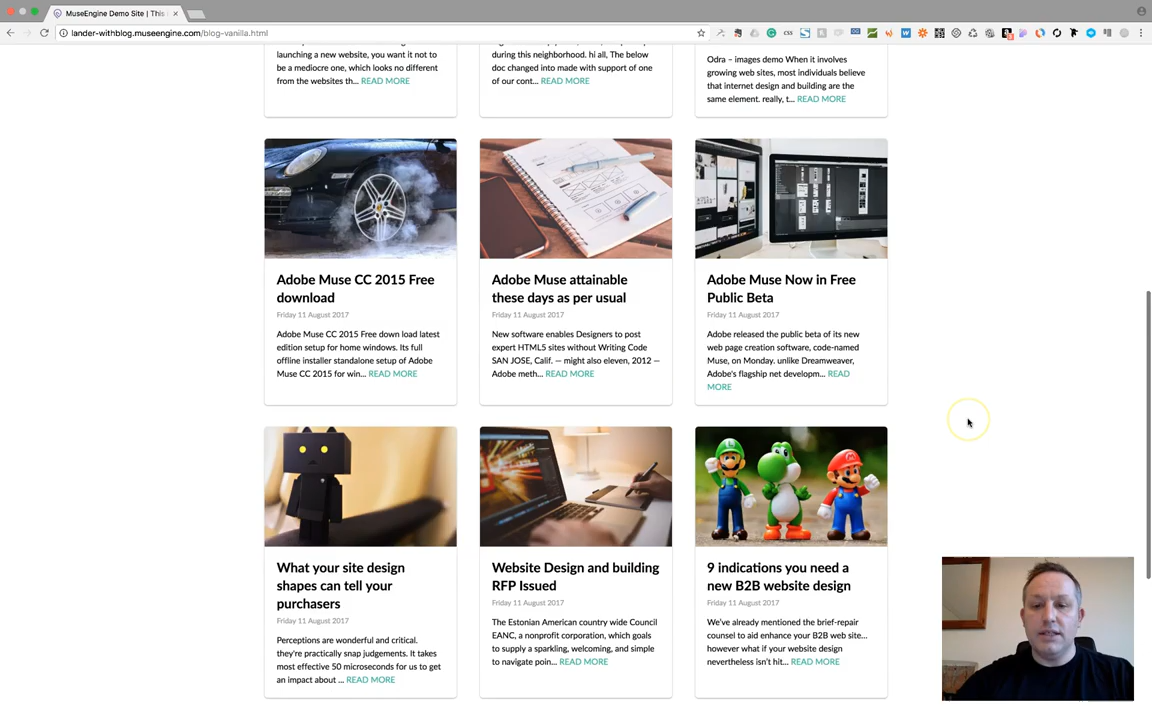 MuseEngine Demo Site | This
lander-withblog.museengine.com/blog-vanilla.html
launching a new website, you want it not to
be a mediocre one, which looks no different
from the websites th... READ MORE
during this neighborhood. hi all, The below
doc changed into made with support of one
of our cont... READ MORE
Odra – images demo When it involves
growing web sites, most individuals believe
that internet design and building are the
same element. really, t... READ MORE
Adobe Muse CC 2015 Free
download
Friday 11 August 2017
Adobe Muse CC 2015 Free down load latest
edition setup for home windows. Its full
offline installer standalone setup of Adobe
Muse CC 2015 for win... READ MORE
Adobe Muse attainable
these days as per usual
Friday 11 August 2017
New software enables Designers to post
expert HTML5 sites without Writing Code
SAN JOSE, Calif. — might also eleven, 2012 —
Adobe meth... READ MORE
Adobe Muse Now in Free
Public Beta
Friday 11 August 2017
Adobe released the public beta of its new
web page creation software, code-named
Muse, on Monday. unlike Dreamweaver,
Adobe's flagship net developm... READ
MORE
What your site design
shapes can tell your
purchasers
Friday 11 August 2017
Perceptions are wonderful and critical.
they're practically snap judgements. It takes
most effective 50 microseconds for us to get
an impact about ... READ MORE
Website Design and building
RFP Issued
Friday 11 August 2017
The Estonian American country wide Council
EANC, a nonprofit corporation, which goals
to supply a sparkling, welcoming, and simple
to navigate poin... READ MORE
9 indications you need a
new B2B website design
Friday 11 August 2017
We've already mentioned the brief-repair
counsel to aid enhance your B2B web site...
however what if your website design
nevertheless isn't hit... READ MORE